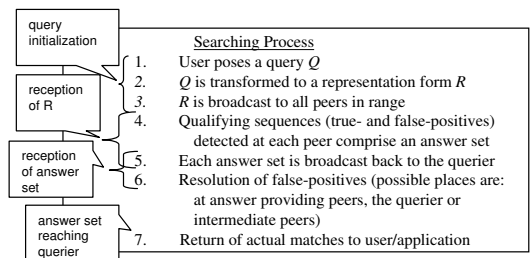 query
initialization
reception
of R
reception
of answer
set
answer set
reaching
querier
Searching Process
1. User poses a query Q
2. Q is transformed to a representation form R
3. R is broadcast to all peers in range
4. Qualifying sequences (true- and false-positives)
detected at each peer comprise an answer set
5. Each answer set is broadcast back to the querier
6. Resolution of false-positives (possible places are:
at answer providing peers, the querier or
intermediate peers)
7. Return of actual matches to user/application